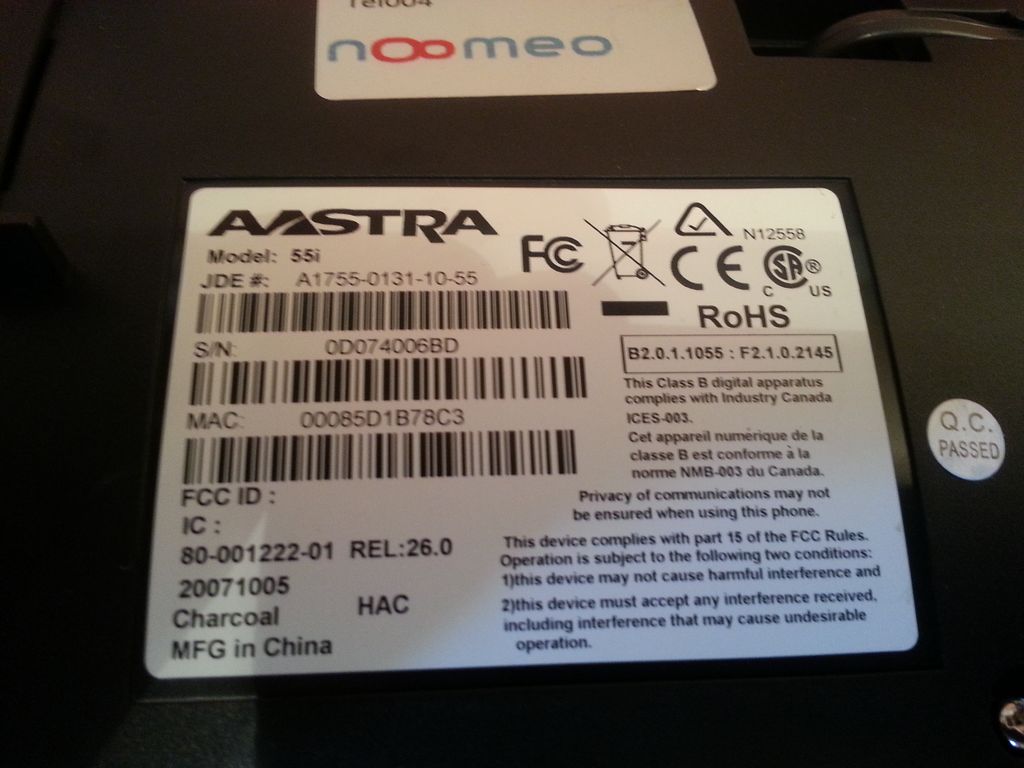 Tel004
noomeo
AASTRA
Model: 55i
JDE #: A1755-0131-10-55
S/N: 0D074006BD
MAC: 00085D1B78C3
FCC ID :
IC :
80-001222-01 REL:26.0
20071005
Charcoal HAC
MFG in China
FC
N12558
CE
SA®
C US
RoHS
B2.0.1.1055 : F2.1.0.2145
This Class B digital apparatus
complies with Industry Canada
ICES-003.
Cet appareil numérique de la
classe B est conforme à la
norme NMB-003 du Canada.
Privacy of communications may not
be ensured when using this phone.
This device complies with part 15 of the FCC Rules.
Operation is subject to the following two conditions:
1)this device may not cause harmful interference and
2)this device must accept any interference received,
including interference that may cause undesirable
operation.
Q.C.
PASSED